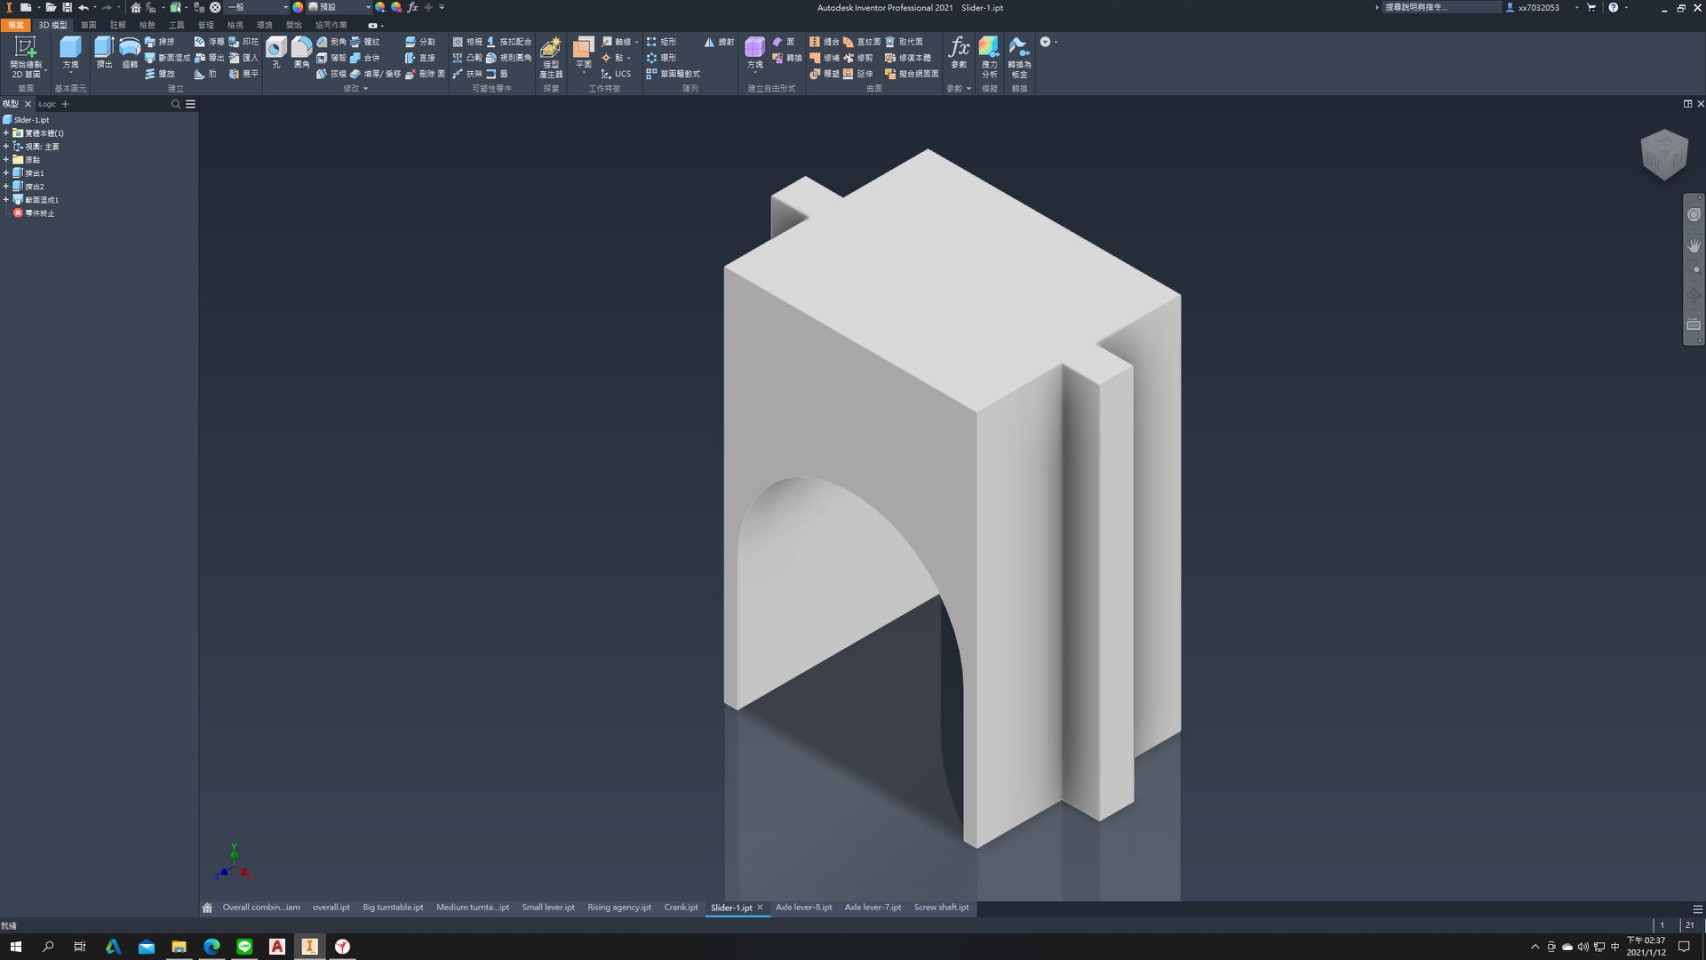 Autodesk Inventor Professional 2021 Slider-1.ipt
一般
預設
搜尋說明與指令...
xx7032053
檔案 3D 模型 草圖 註解 檢驗 工具 管理 檢視 環境 開始 協同作業
開始繪製 2D 草圖
草圖
方塊
基本圖元
擠出
迴轉
掃掠 浮雕 印花
斷面混成 導出 匯入
螺旋 肋 展平
建立
孔
圓角
倒角 螺紋 分割
薄殼 合併 直接
拔模 增厚/偏移 刪除面
修改
格柵 搭扣配合
凸轂 規則圓角
扶架 唇
可塑性零件
造型產生器
探索
平面
軸線
點
UCS
工作特徵
矩形 鏡射
環形
草圖驅動式
陣列
方塊
面
轉換
建立自由形式
縫合 直紋面 取代面
修補 修剪 修復本體
雕塑 延伸 擬合網面面
曲面
fx
參數
參數
應力分析
模擬
轉換為鈑金
轉換
模型 iLogic
Slider-1.ipt
實體本體(1)
視圖: 主要
原點
擠出1
擠出2
斷面混成1
零件終止
Y
Z
Overall combin...iam overall.ipt Big turntable.ipt Medium turnta...ipt Small lever.ipt Rising agency.ipt Crank.ipt Slider-1.ipt Axle lever-8.ipt Axle lever-7.ipt Screw shaft.ipt
就緒
1 21
中
下午 02:37
2021/1/12